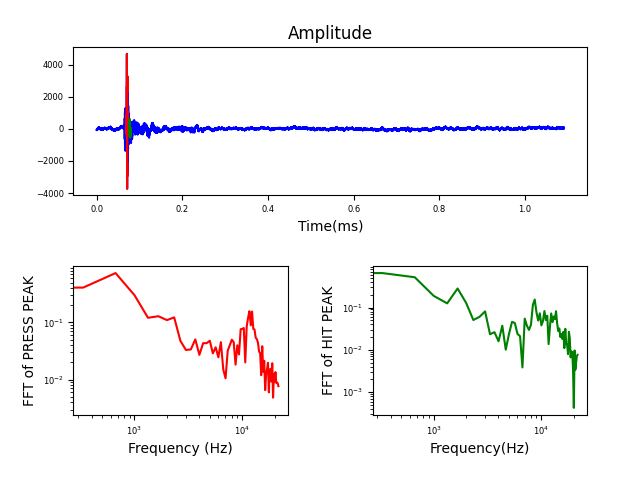 Amplitude
4000
2000
0
−2000
−4000
0.0 0.2 0.4 0.6 0.8 1.0
Time(ms)
FFT of PRESS PEAK
10⁻¹
10⁻²
10³ 10⁴
Frequency (Hz)
FFT of HIT PEAK
10⁻¹
10⁻²
10⁻³
10³ 10⁴
Frequency(Hz)